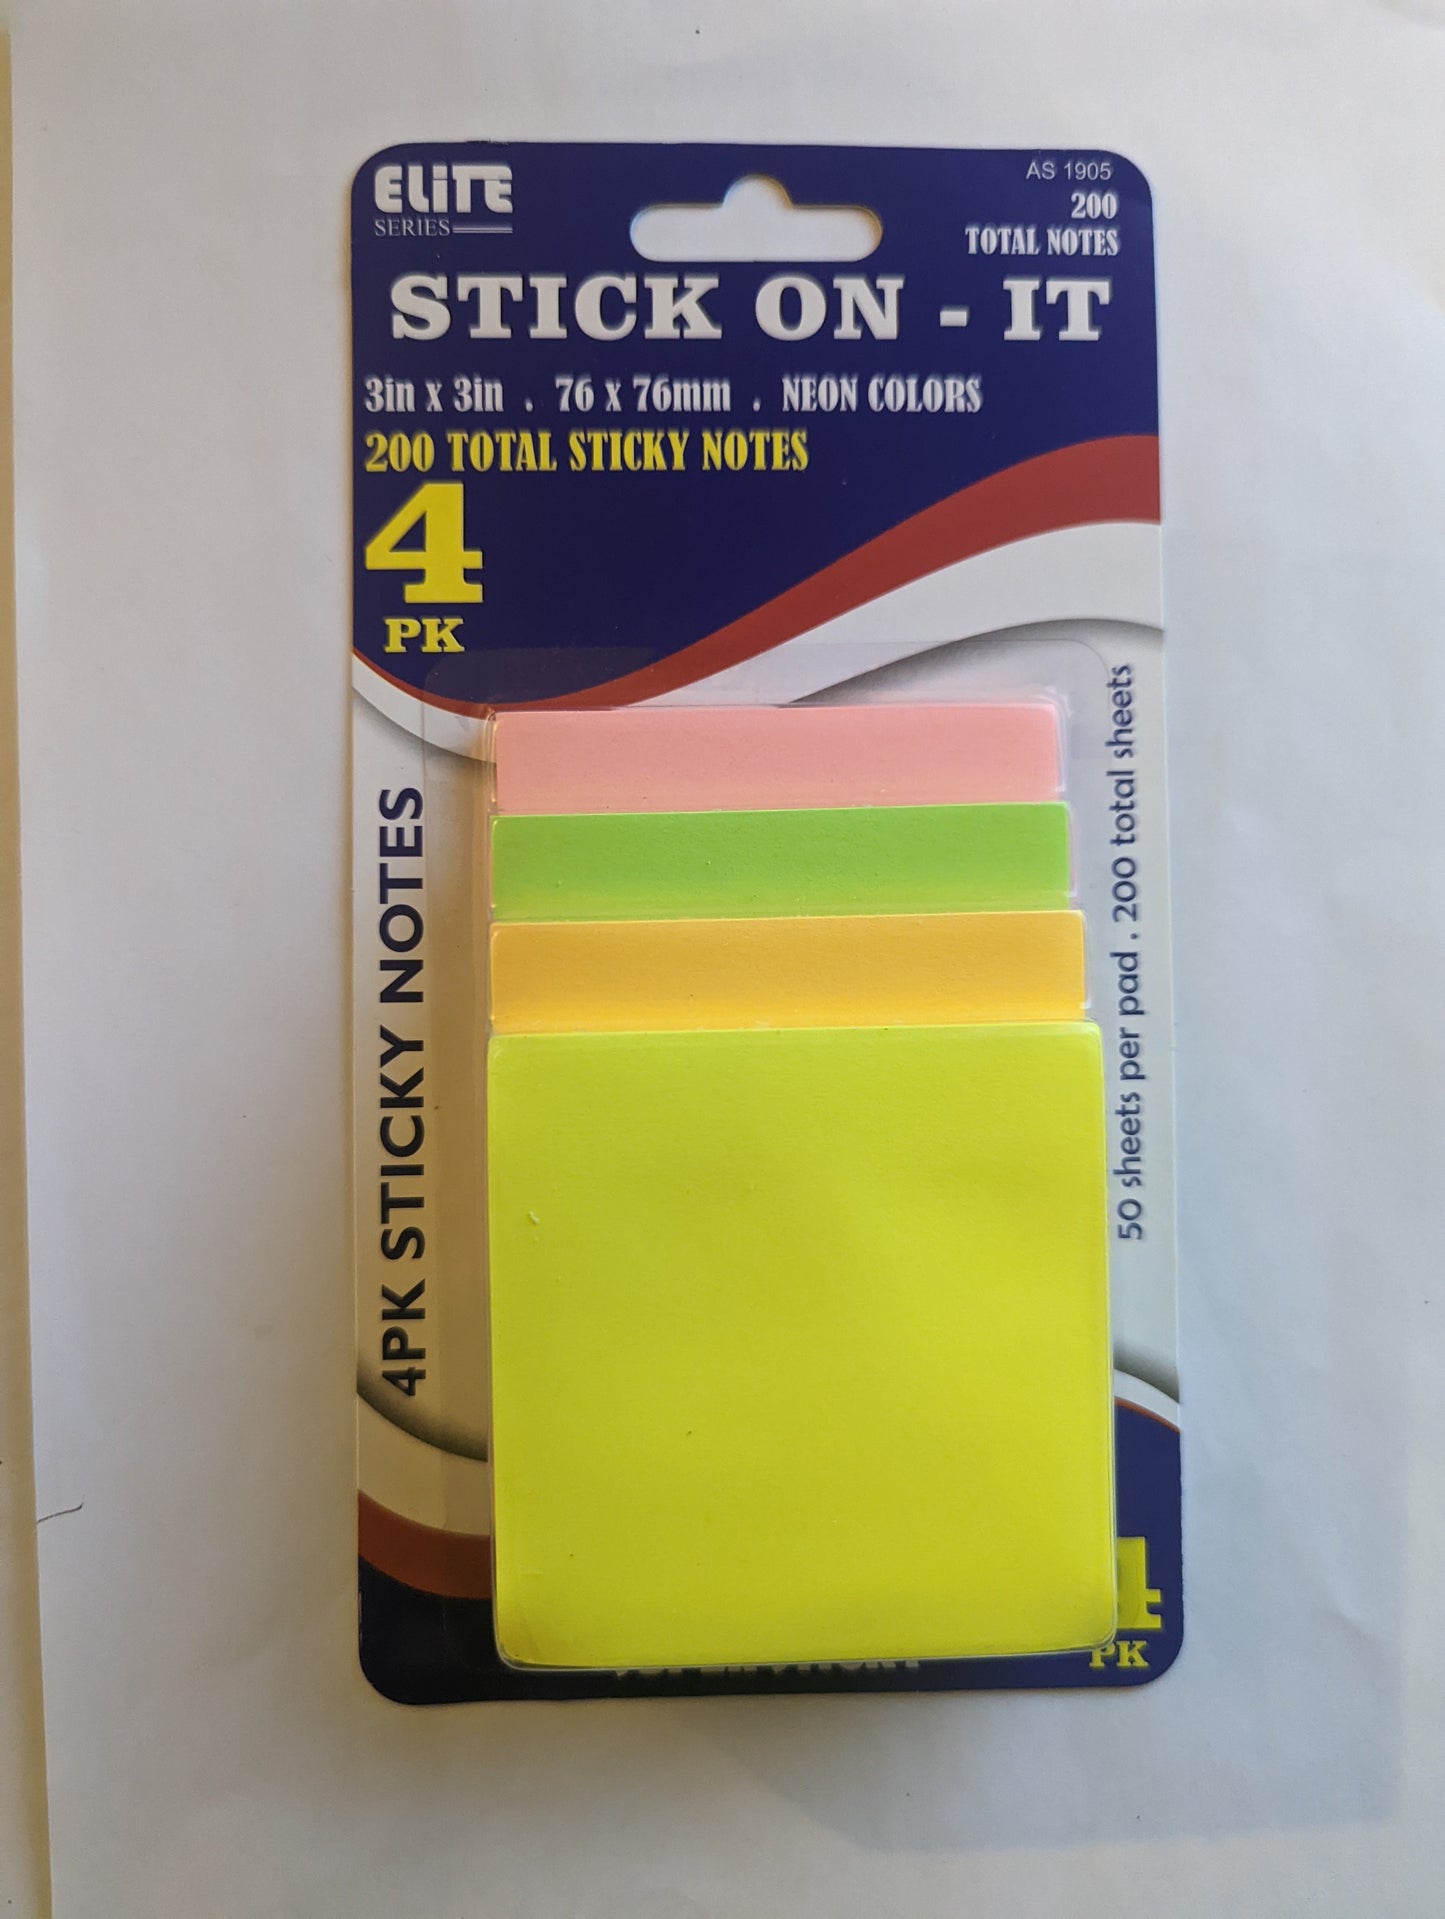 ELiTE
SERIES
AS 1905
200
TOTAL NOTES
STICK ON - IT
3in x 3in . 76 x 76mm . NEON COLORS
200 TOTAL STICKY NOTES
4
PK
4PK STICKY NOTES
50 sheets per pad . 200 total sheets
4
PK